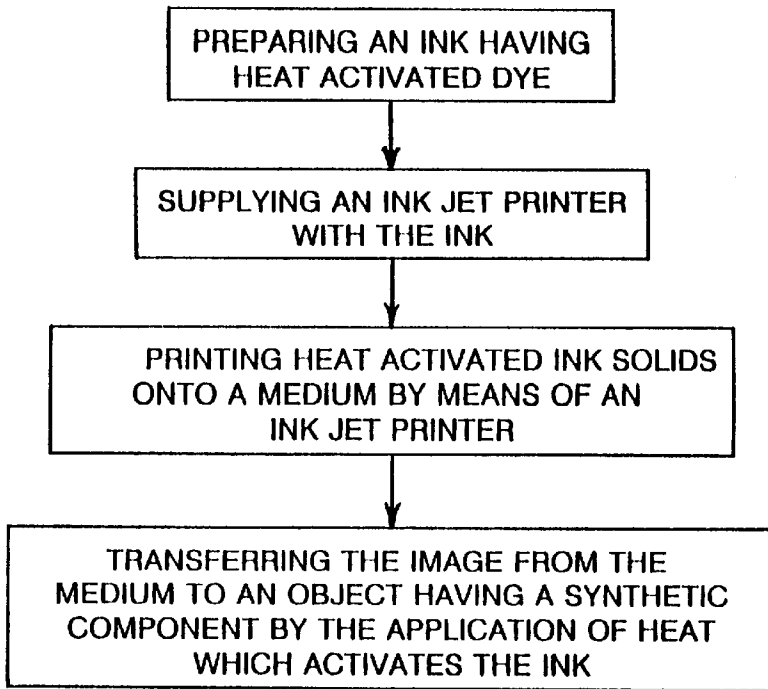 PREPARING AN INK HAVING
HEAT ACTIVATED DYE
SUPPLYING AN INK JET PRINTER
WITH THE INK
PRINTING HEAT ACTIVATED INK SOLIDS
ONTO A MEDIUM BY MEANS OF AN
INK JET PRINTER
TRANSFERRING THE IMAGE FROM THE
MEDIUM TO AN OBJECT HAVING A SYNTHETIC
COMPONENT BY THE APPLICATION OF HEAT
WHICH ACTIVATES THE INK